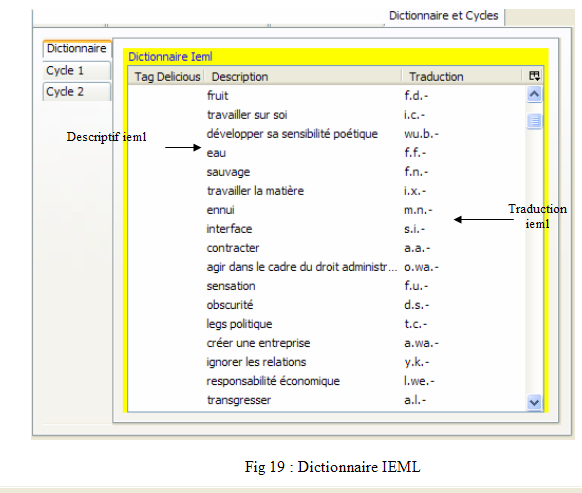 Dictionnaire et Cycles
Dictionnaire
Cycle 1
Cycle 2
Dictionnaire Ieml
Tag Delicious Description Traduction
fruit f.d.-
travailler sur soi i.c.-
développer sa sensibilité poétique wu.b.-
Descriptif ieml
eau f.f.-
sauvage f.n.-
travailler la matière i.x.-
ennui m.n.-
Traduction
ieml
interface s.i.-
contracter a.a.-
agir dans le cadre du droit administr... o.wa.-
sensation f.u.-
obscurité d.s.-
legs politique t.c.-
créer une entreprise a.wa.-
ignorer les relations y.k.-
responsabilité économique l.we.-
transgresser a.l.-
Fig 19 : Dictionnaire IEML